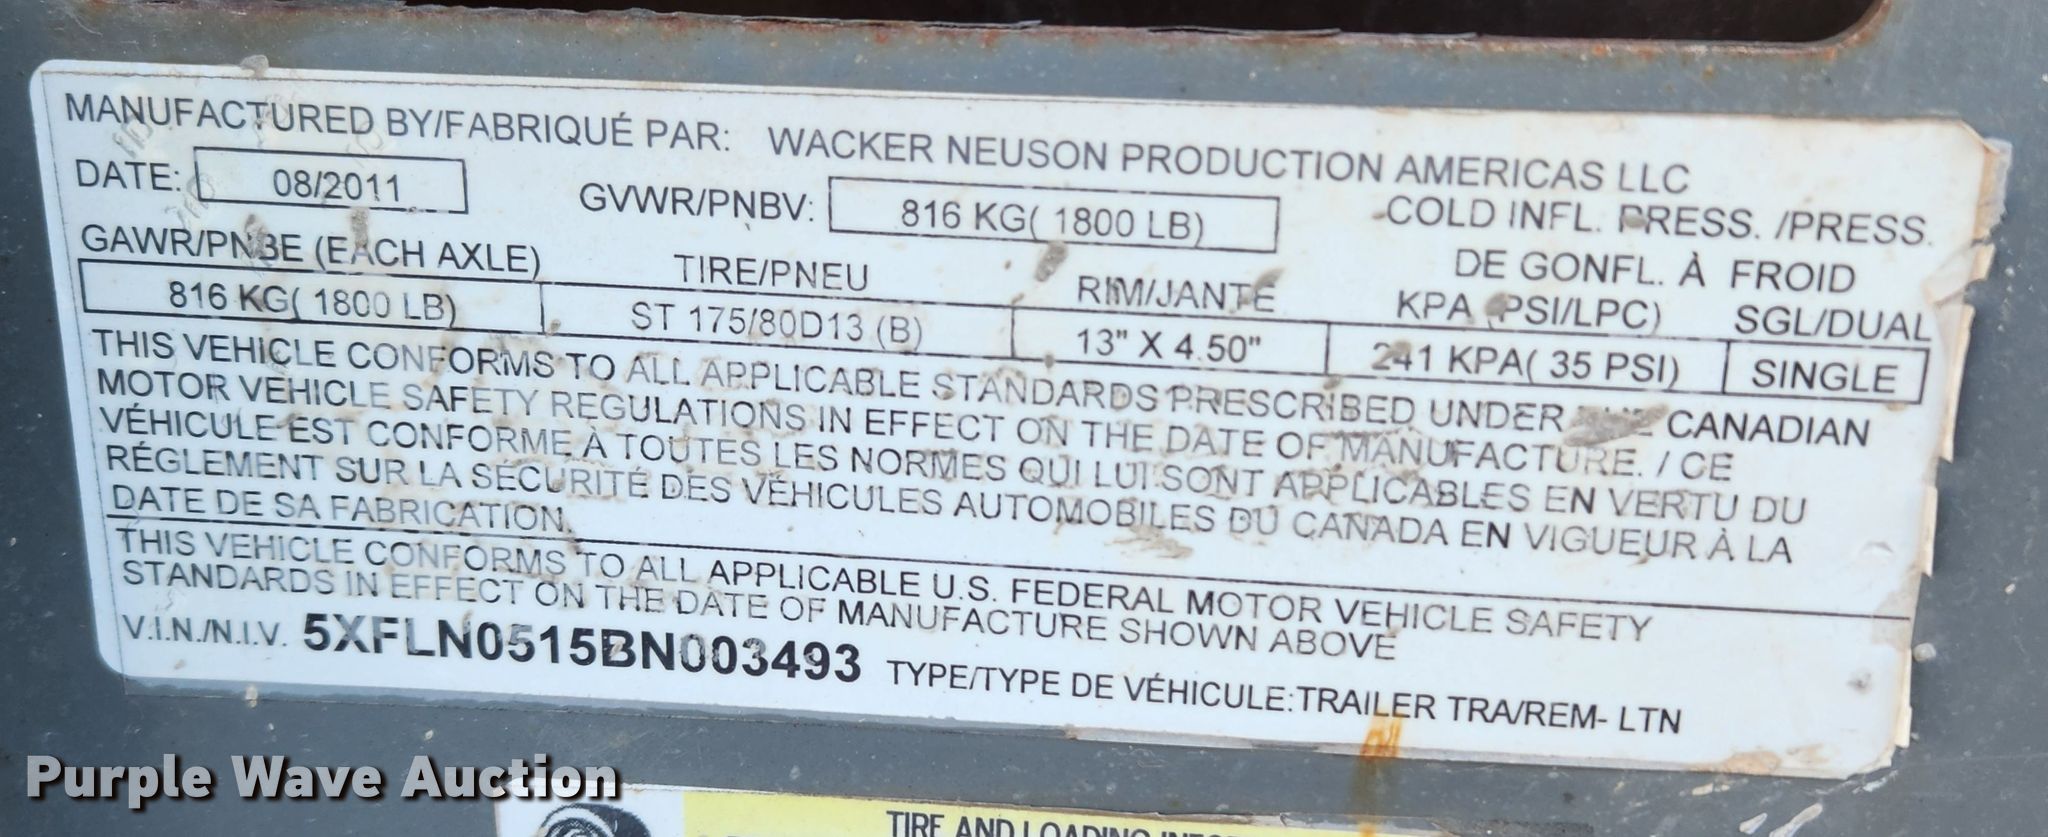 MANUFACTURED BY/FABRIQUÉ PAR: WACKER NEUSON PRODUCTION AMERICAS LLC
DATE: 08/2011 GVWR/PNBV: 816 KG( 1800 LB) COLD INFL. PRESS. /PRESS.
DE GONFL. À FROID
GAWR/PNBE (EACH AXLE) TIRE/PNEU RIM/JANTE KPA (PSI/LPC) SGL/DUAL
816 KG( 1800 LB) ST 175/80D13 (B) 13" X 4.50" 241 KPA( 35 PSI) SINGLE
THIS VEHICLE CONFORMS TO ALL APPLICABLE STANDARDS PRESCRIBED UNDER THE CANADIAN
MOTOR VEHICLE SAFETY REGULATIONS IN EFFECT ON THE DATE OF MANUFACTURE. / CE
VÉHICULE EST CONFORME À TOUTES LES NORMES QUI LUI SONT APPLICABLES EN VERTU DU
RÉGLEMENT SUR LA SÉCURITÉ DES VÉHICULES AUTOMOBILES DU CANADA EN VIGUEUR À LA
DATE DE SA FABRICATION.
THIS VEHICLE CONFORMS TO ALL APPLICABLE U.S. FEDERAL MOTOR VEHICLE SAFETY
STANDARDS IN EFFECT ON THE DATE OF MANUFACTURE SHOWN ABOVE
V.I.N./N.I.V. 5XFLN0515BN003493 TYPE/TYPE DE VÉHICULE:TRAILER TRA/REM- LTN
Purple Wave Auction
TIRE AND LOADING